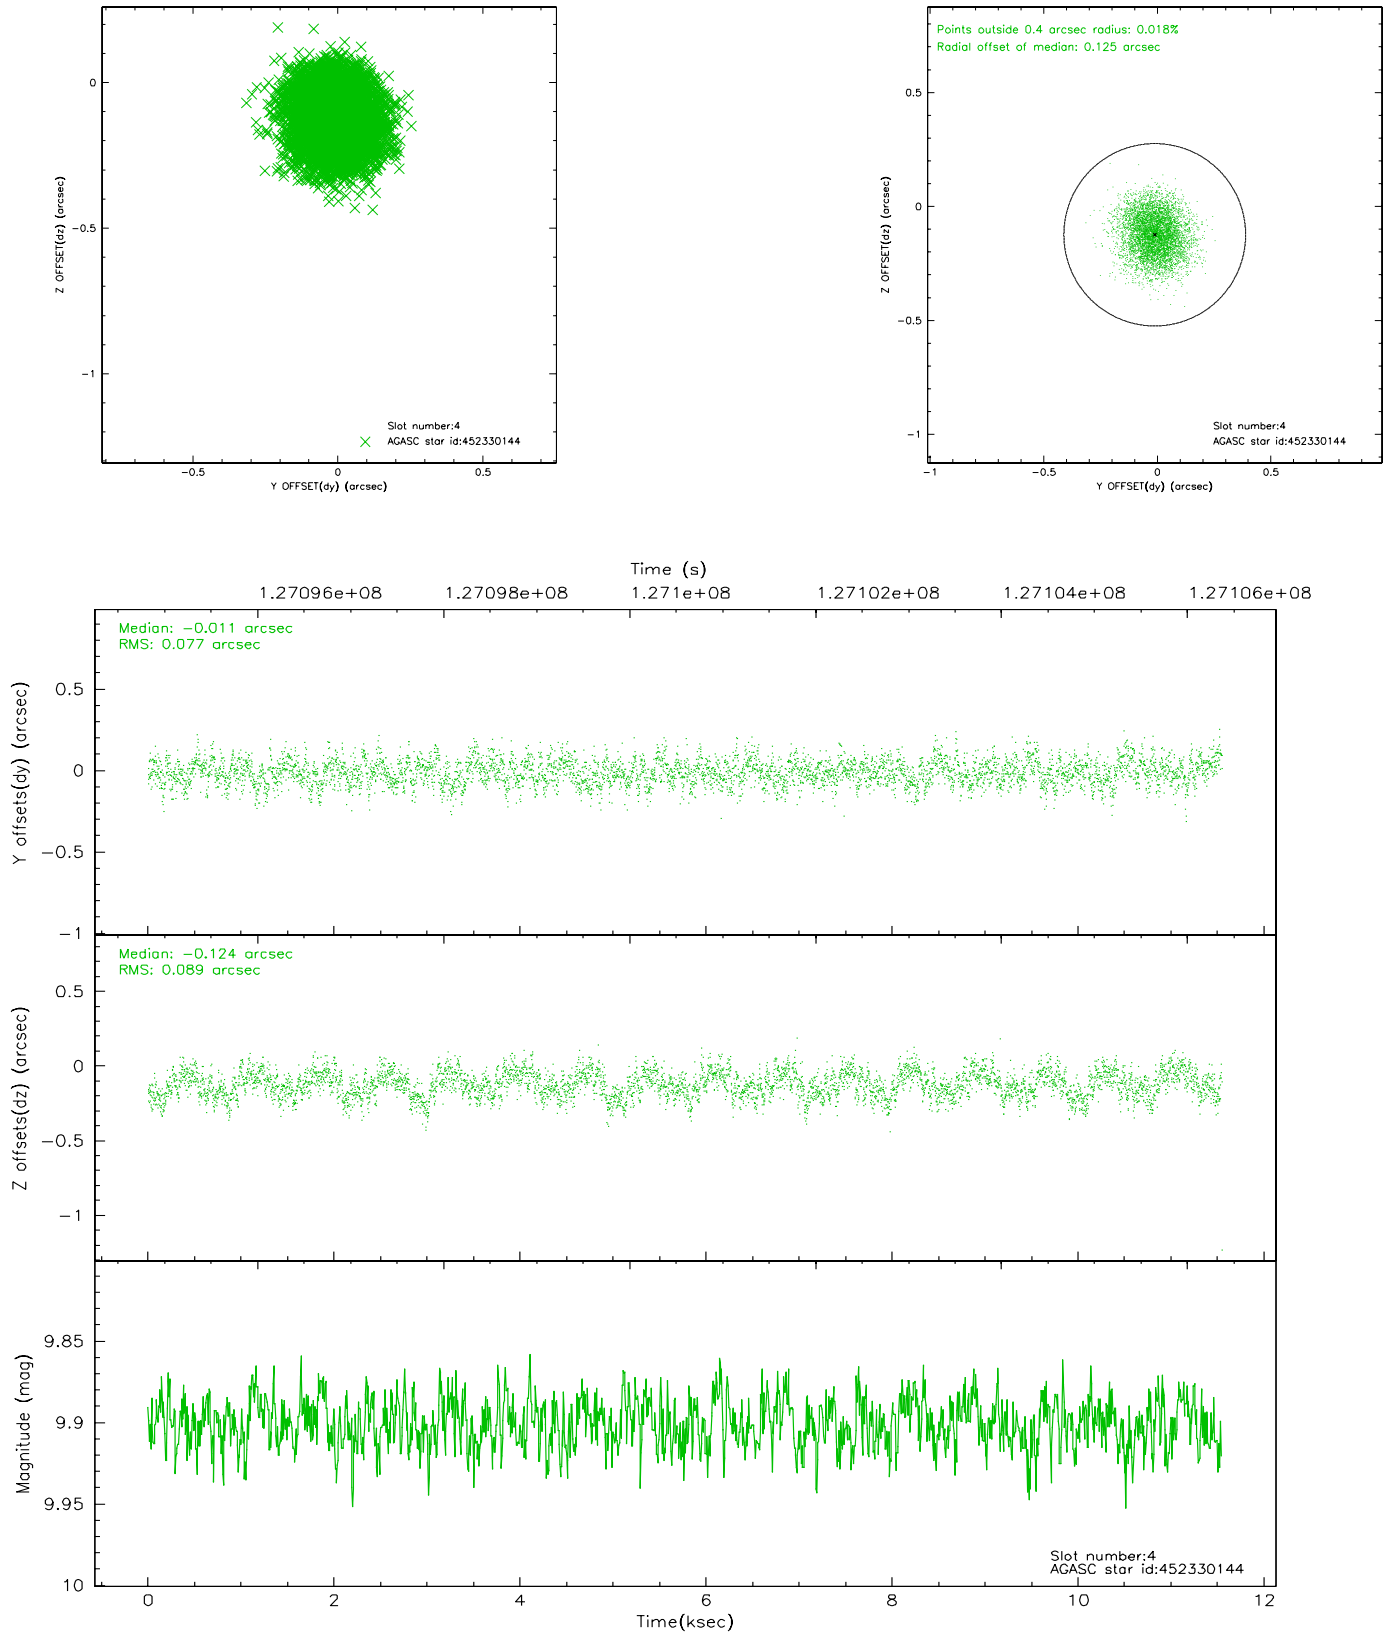 0
−0.5
−1
Z OFFSET(dz) (arcsec)
Slot number:4
AGASC star id:452330144
−0.5
0
0.5
Y OFFSET(dy) (arcsec)
Points outside 0.4 arcsec radius: 0.018%
Radial offset of median: 0.125 arcsec
0.5
0
−0.5
−1
Z OFFSET(dz) (arcsec)
Slot number:4
AGASC star id:452330144
−1
−0.5
0
0.5
Y OFFSET(dy) (arcsec)
Time (s)
1.27096e+08
1.27098e+08
1.271e+08
1.27102e+08
1.27104e+08
1.27106e+08
Median: −0.011 arcsec
RMS: 0.077 arcsec
0.5
0
−0.5
−1
Y offsets(dy) (arcsec)
Median: −0.124 arcsec
RMS: 0.089 arcsec
0.5
0
−0.5
−1
Z offsets(dz) (arcsec)
9.85
9.9
9.95
10
Magnitude (mag)
Slot number:4
AGASC star id:452330144
0
2
4
6
8
10
12
Time(ksec)